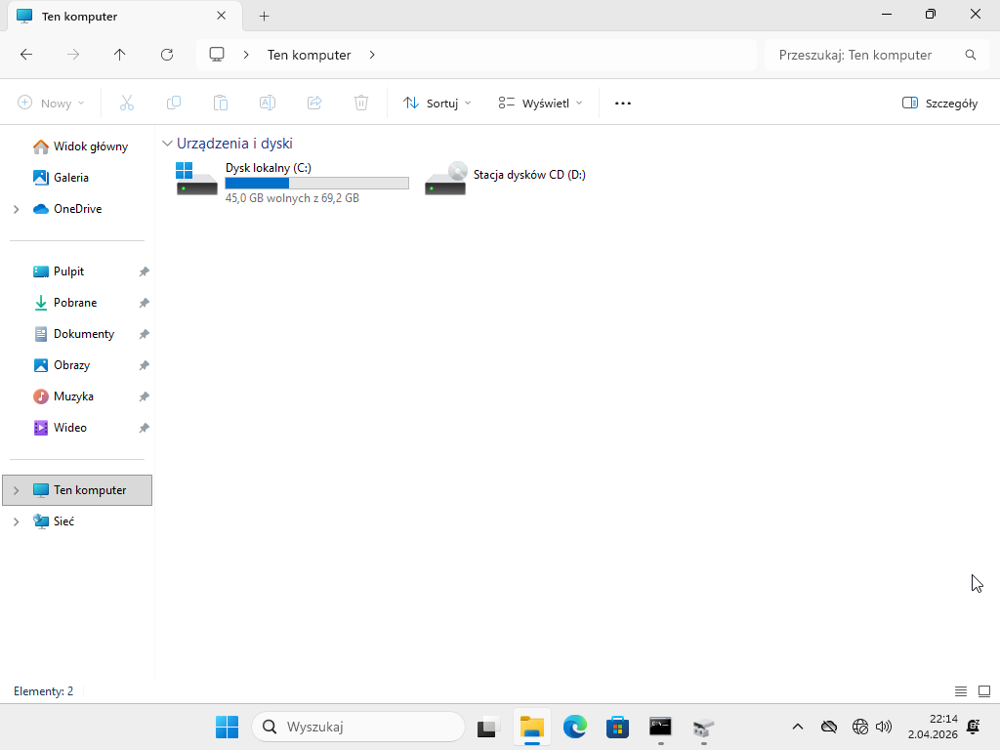 Ten komputer
Ten komputer
Przeszukaj: Ten komputer
Nowy
Sortuj
Wyświetl
Szczegóły
Widok główny
Galeria
OneDrive
Pulpit
Pobrane
Dokumenty
Obrazy
Muzyka
Wideo
Ten komputer
Sieć
Urządzenia i dyski
Dysk lokalny (C:)
45,0 GB wolnych z 69,2 GB
Stacja dysków CD (D:)
Elementy: 2
Wyszukaj
22:14
2.04.2026